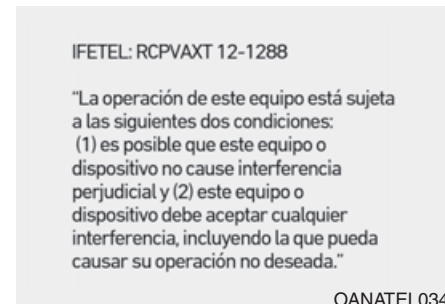 IFETEL: RCPVAXT 12-1288
“La operación de este equipo está sujeta
a las siguientes dos condiciones:
(1) es posible que este equipo o
dispositivo no cause interferencia
perjudicial y (2) este equipo o
dispositivo debe aceptar cualquier
interferencia, incluyendo la que pueda
causar su operación no deseada.”
OANATEL034